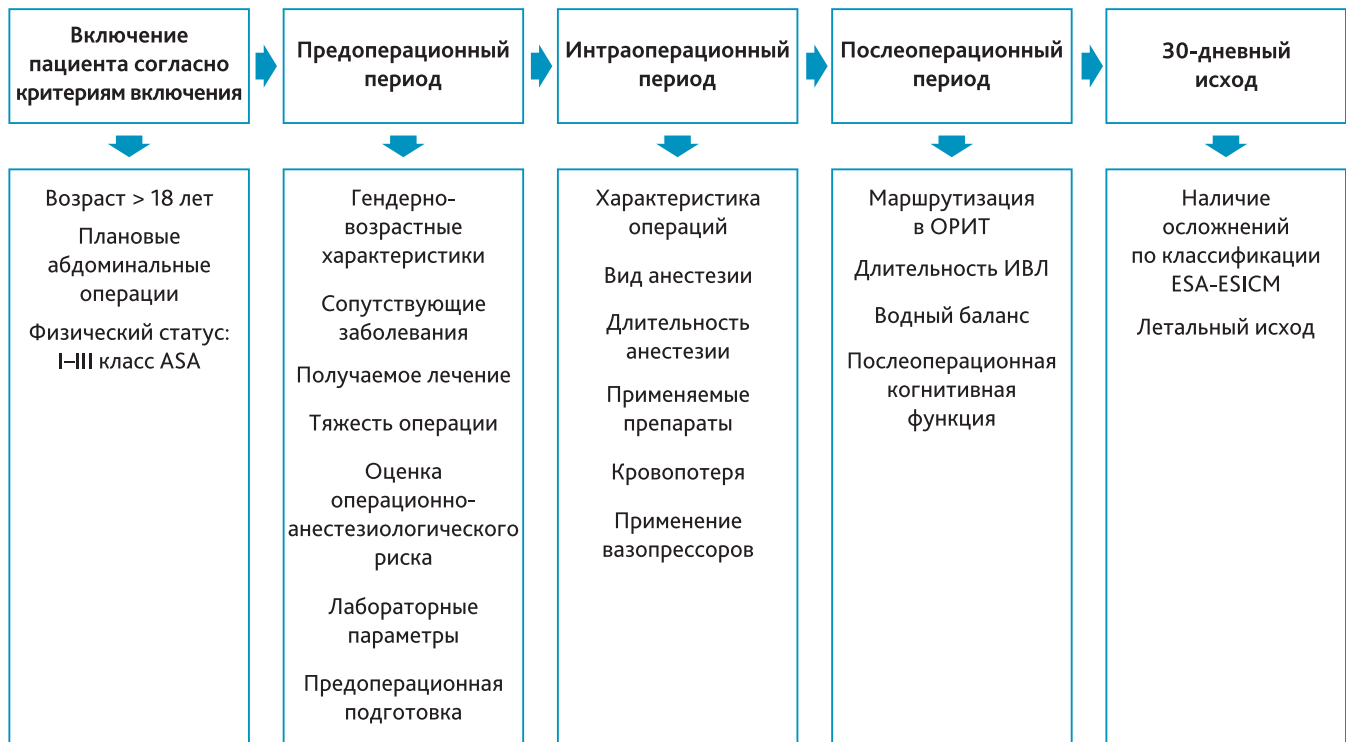 Включение
пациента согласно
критериям включения
Предоперационный
период
Интраоперационный
период
Послеоперационный
период
30-дневный
исход
Возраст > 18 лет
Плановые
абдоминальные
операции
Физический статус:
I–III класс ASA
Гендерно-
возрастные
характеристики
Сопутствующие
заболевания
Получаемое лечение
Тяжесть операции
Оценка
операционно-
анестезиологического
риска
Лабораторные
параметры
Предоперационная
подготовка
Характеристика
операций
Вид анестезии
Длительность
анестезии
Применяемые
препараты
Кровопотеря
Применение
вазопрессоров
Маршрутизация
в ОРИТ
Длительность ИВЛ
Водный баланс
Послеоперационная
когнитивная
функция
Наличие
осложнений
по классификации
ESA-ESICM
Летальный исход